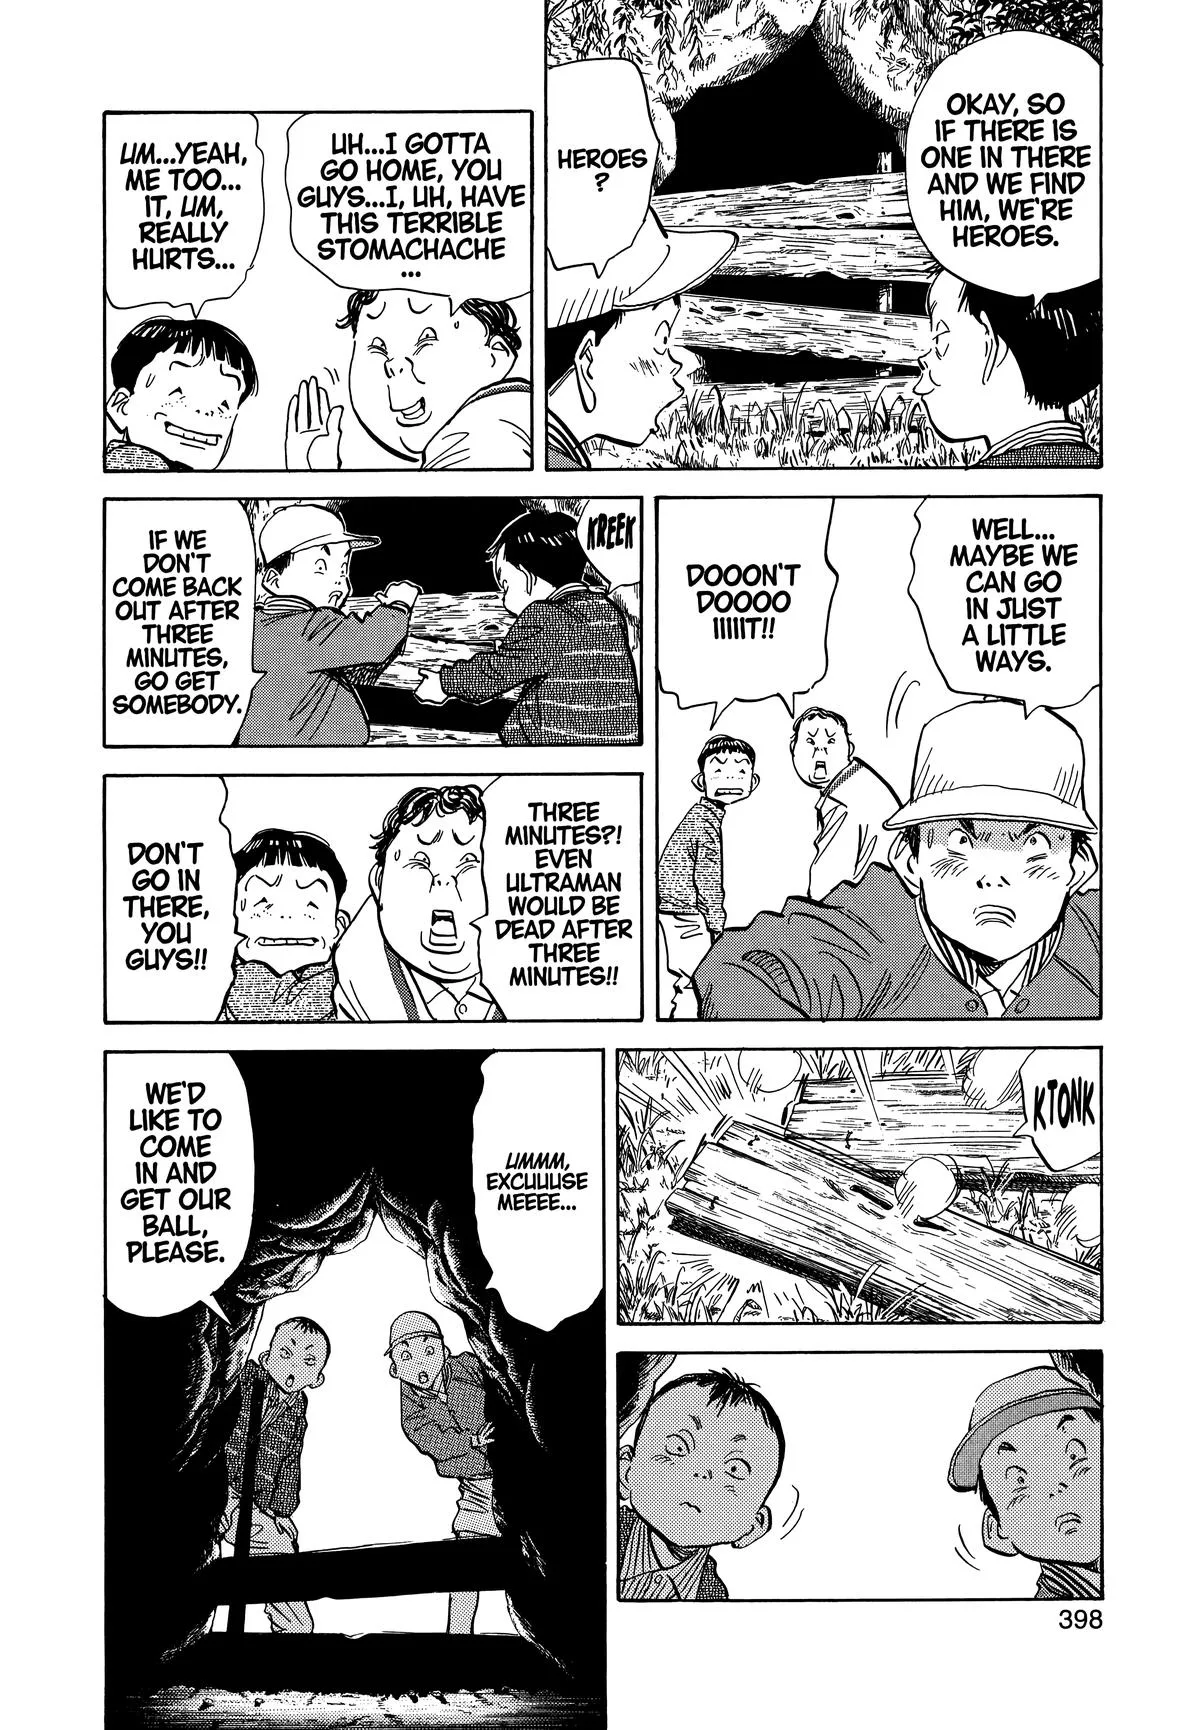 OKAY, SO
IF THERE IS
ONE IN THERE
AND WE FIND
HIM, WE'RE
HEROES.
HEROES
?
UH...I GOTTA
GO HOME, YOU
GUYS...I, UH, HAVE
THIS TERRIBLE
STOMACHACHE
...
UM...YEAH,
ME TOO...
IT, UM,
REALLY
HURTS...
WELL...
MAYBE WE
CAN GO
IN JUST
A LITTLE
WAYS.
DOOON'T
DOOOO
IIIIIT!!
KREEK
IF WE
DON'T
COME BACK
OUT AFTER
THREE
MINUTES,
GO GET
SOMEBODY.
THREE
MINUTES?!
EVEN
ULTRAMAN
WOULD BE
DEAD AFTER
THREE
MINUTES!!
DON'T
GO IN
THERE,
YOU
GUYS!!
KTONK
UMMM,
EXCUUUSE
MEEEE...
WE'D
LIKE TO
COME
IN AND
GET OUR
BALL,
PLEASE.
398